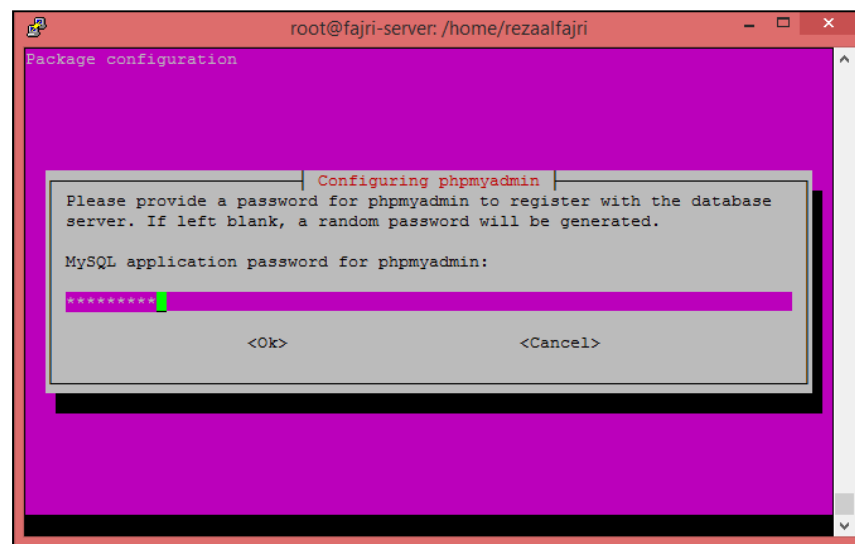 root@fajri-server: /home/rezaalfajri
Package configuration
Configuring phpmyadmin
Please provide a password for phpmyadmin to register with the database
server. If left blank, a random password will be generated.
MySQL application password for phpmyadmin:
*********
<Ok> <Cancel>